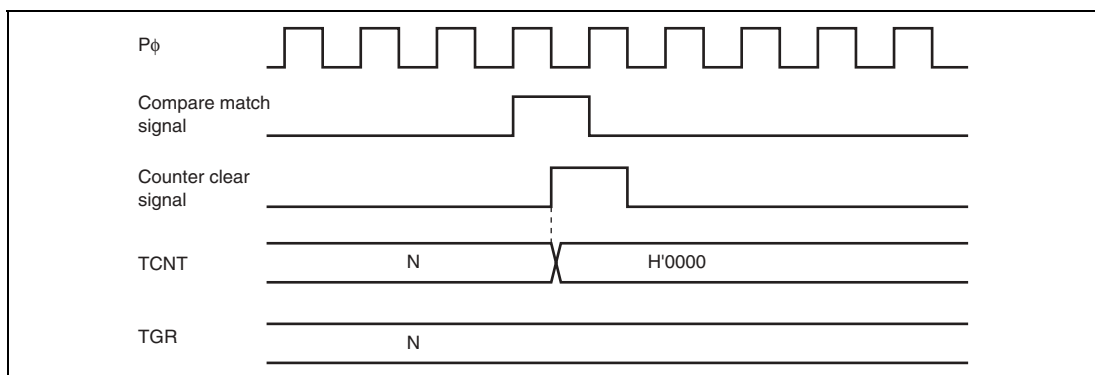 Pϕ
Compare match
signal
Counter clear
signal
TCNT
N
H'0000
TGR
N